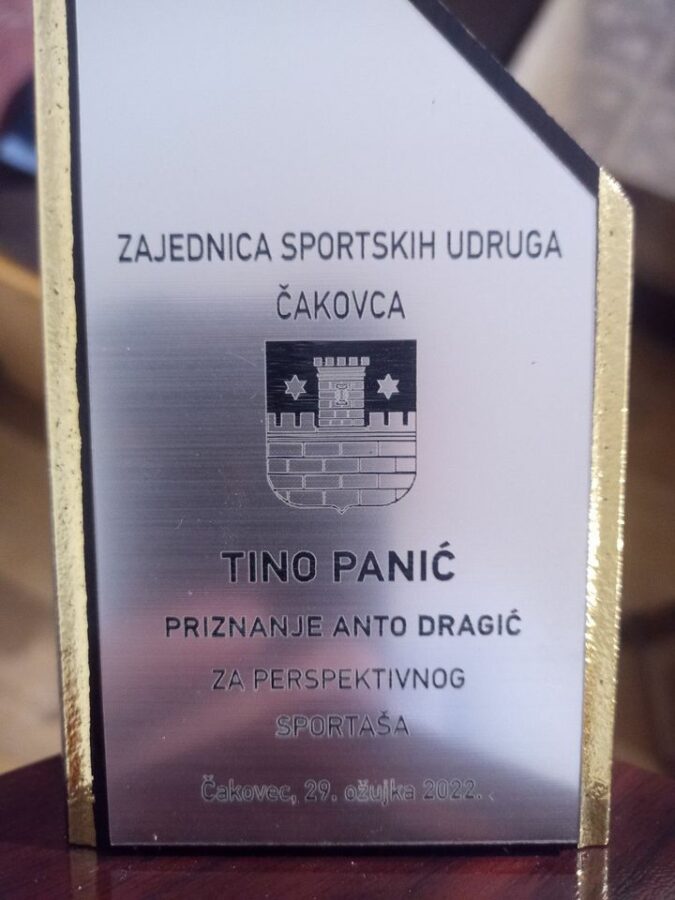 ZAJEDNICA SPORTSKIH UDRUGA
ČAKOVCA
TINO PANIĆ
PRIZNANJE ANTO DRAGIĆ
ZA PERSPEKTIVNOG
SPORTAŠA
Čakovec, 29. ožujka 2022.